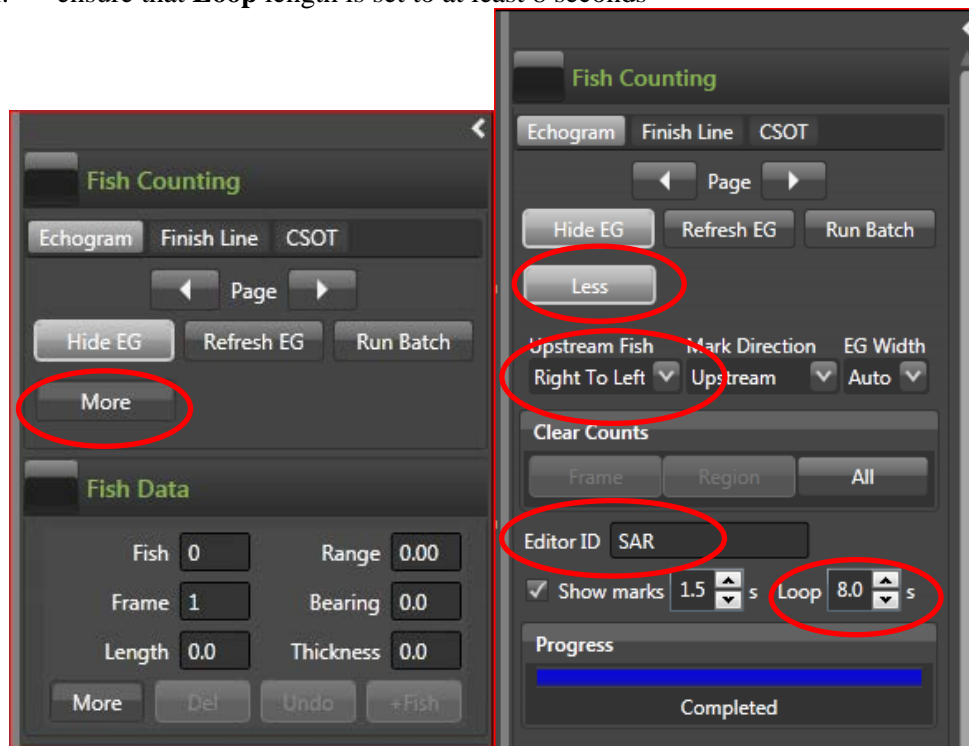 ensure that Loop length is set to at least 8 seconds
Fish Counting
Echogram Finish Line CSOT
Page
Hide EG Refresh EG Run Batch
More
Fish Data
Fish 0 Range 0.00
Frame 1 Bearing 0.0
Length 0.0 Thickness 0.0
More Del Undo +Fish
Fish Counting
Echogram Finish Line CSOT
Page
Hide EG Refresh EG Run Batch
Less
Upstream Fish Mark Direction EG Width
Right To Left Upstream Auto
Clear Counts
Frame Region All
Editor ID SAR
Show marks 1.5 s Loop 8.0 s
Progress
Completed